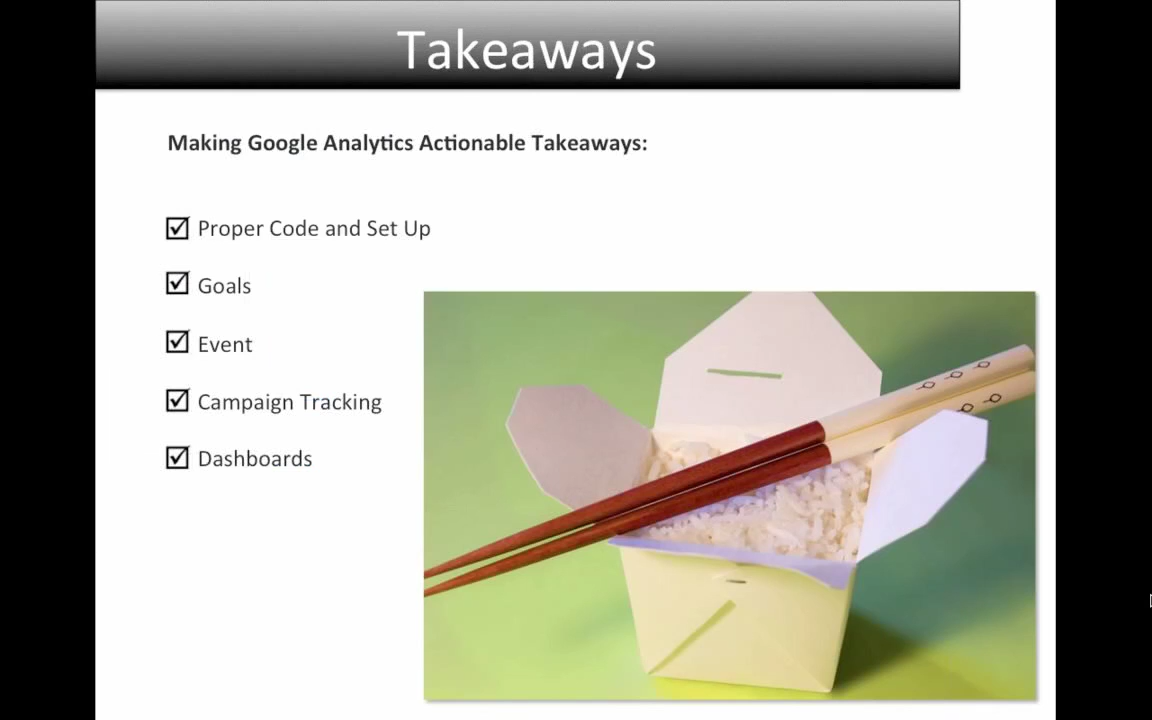 Takeaways
Making Google Analytics Actionable Takeaways:
Proper Code and Set Up
Goals
Event
Campaign Tracking
Dashboards